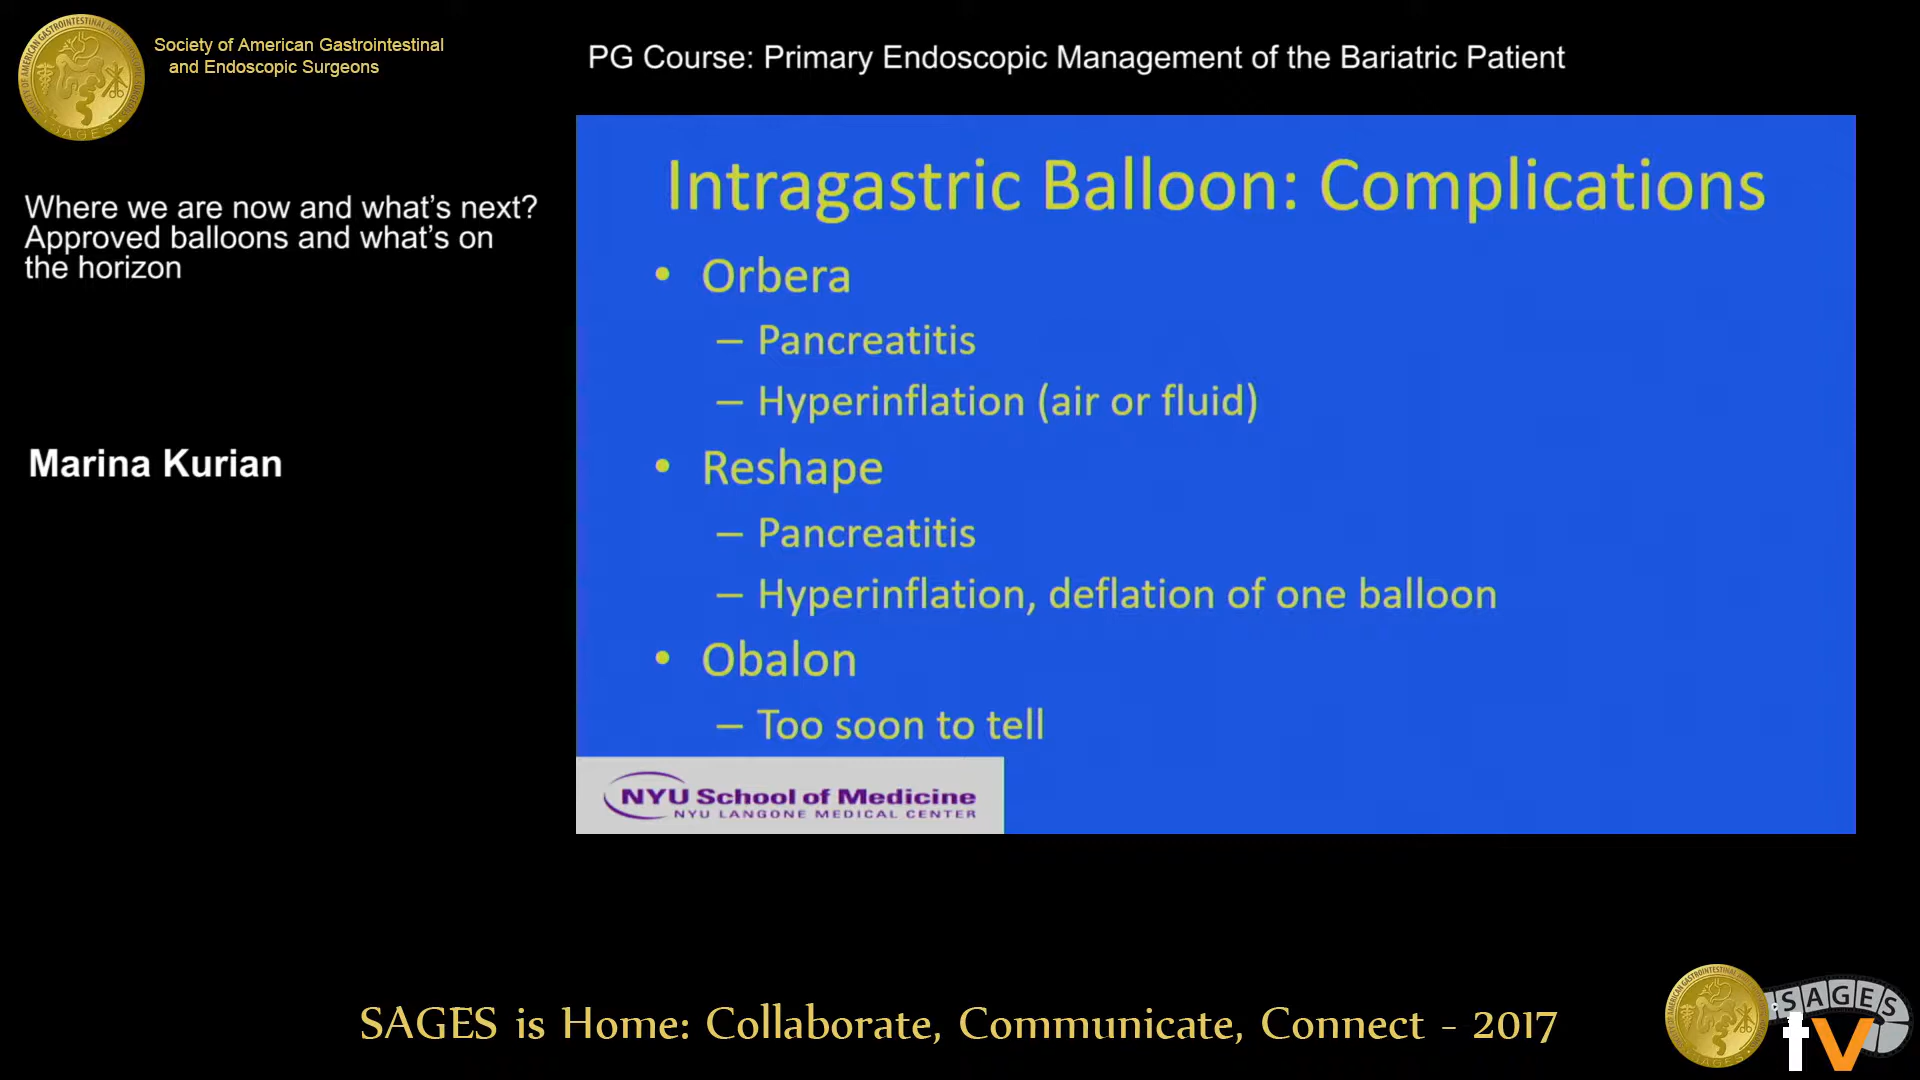 Society of American Gastrointestinal
and Endoscopic Surgeons
PG Course: Primary Endoscopic Management of the Bariatric Patient
Where we are now and what's next?
Approved balloons and what's on
the horizon
Marina Kurian
Intragastric Balloon: Complications
• Orbera
– Pancreatitis
– Hyperinflation (air or fluid)
• Reshape
– Pancreatitis
– Hyperinflation, deflation of one balloon
• Obalon
– Too soon to tell
NYU School of Medicine
NYU LANGONE MEDICAL CENTER
SAGES is Home: Collaborate, Communicate, Connect - 2017
SAGES
tv